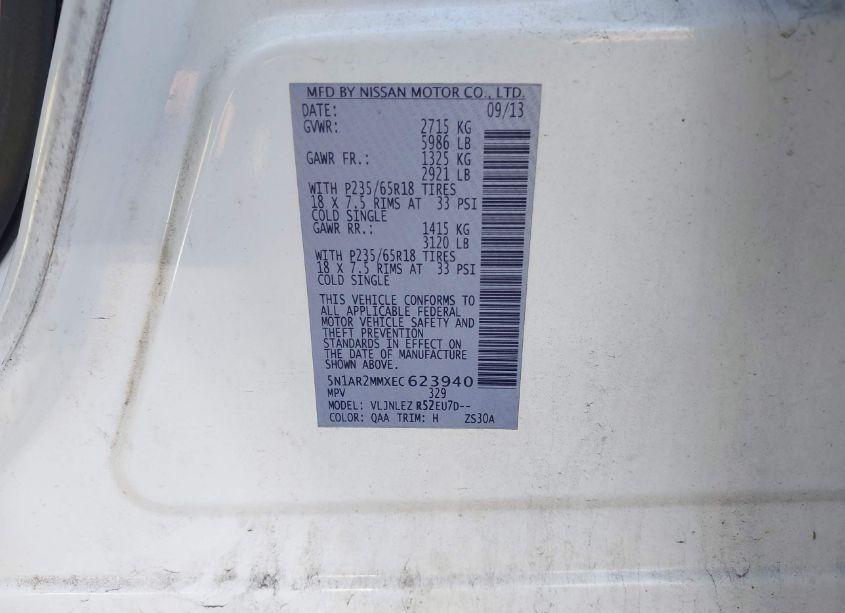 MFD BY NISSAN MOTOR CO., LTD.
DATE: 09/13
GVWR: 2715 KG
5986 LB
GAWR FR.: 1325 KG
2921 LB
WITH P235/65R18 TIRES
18 X 7.5 RIMS AT 33 PSI
COLD SINGLE
GAWR RR.: 1415 KG
3120 LB
WITH P235/65R18 TIRES
18 X 7.5 RIMS AT 33 PSI
COLD SINGLE
THIS VEHICLE CONFORMS TO
ALL APPLICABLE FEDERAL
MOTOR VEHICLE SAFETY AND
THEFT PREVENTION
STANDARDS IN EFFECT ON
THE DATE OF MANUFACTURE
SHOWN ABOVE.
5N1AR2MMXEC623940
MPV 329
MODEL: VLJNLEZ R52EU7D--
COLOR: QAA TRIM: H ZS30A